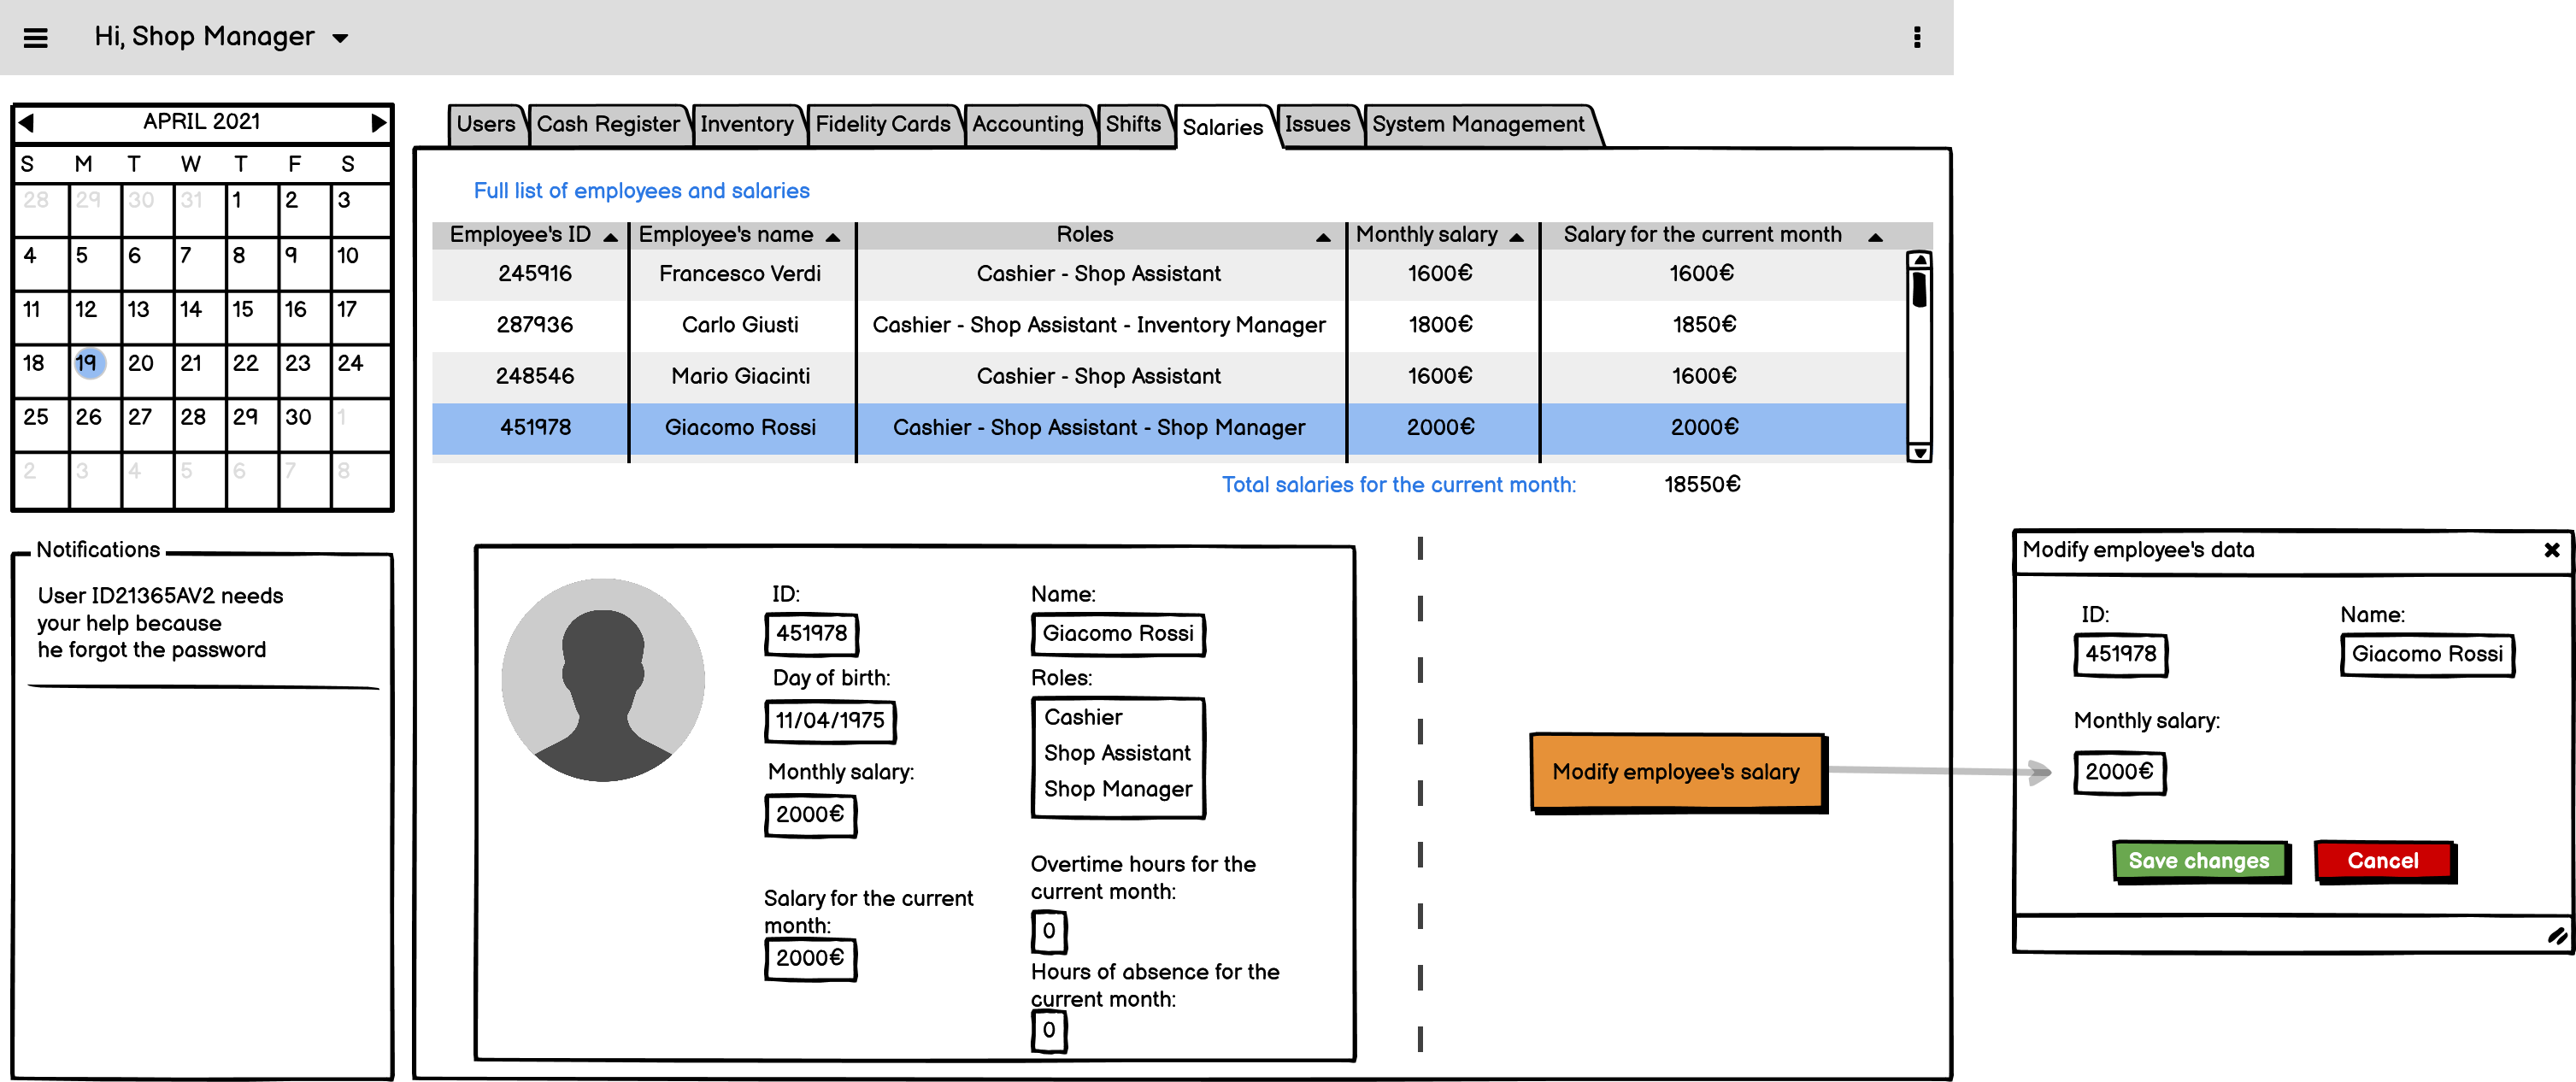 Hi, Shop Manager
APRIL 2021
S M T W T F S
28 29 30 31 1 2 3
4 5 6 7 8 9 10
11 12 13 14 15 16 17
18 19 20 21 22 23 24
25 26 27 28 29 30 1
2 3 4 5 6 7 8
Notifications
User ID21365AV2 needs
your help because
he forgot the password
Users Cash Register Inventory Fidelity Cards Accounting Shifts Salaries Issues System Management
Full list of employees and salaries
Employee's ID Employee's name Roles Monthly salary Salary for the current month
245916 Francesco Verdi Cashier - Shop Assistant 1600€ 1600€
287936 Carlo Giusti Cashier - Shop Assistant - Inventory Manager 1800€ 1850€
248546 Mario Giacinti Cashier - Shop Assistant 1600€ 1600€
451978 Giacomo Rossi Cashier - Shop Assistant - Shop Manager 2000€ 2000€
Total salaries for the current month: 18550€
ID:
451978
Day of birth:
11/04/1975
Monthly salary:
2000€
Salary for the current
month:
2000€
Name:
Giacomo Rossi
Roles:
Cashier
Shop Assistant
Shop Manager
Overtime hours for the
current month:
0
Hours of absence for the
current month:
0
Modify employee's salary
Modify employee's data
ID:
451978
Name:
Giacomo Rossi
Monthly salary:
2000€
Save changes
Cancel